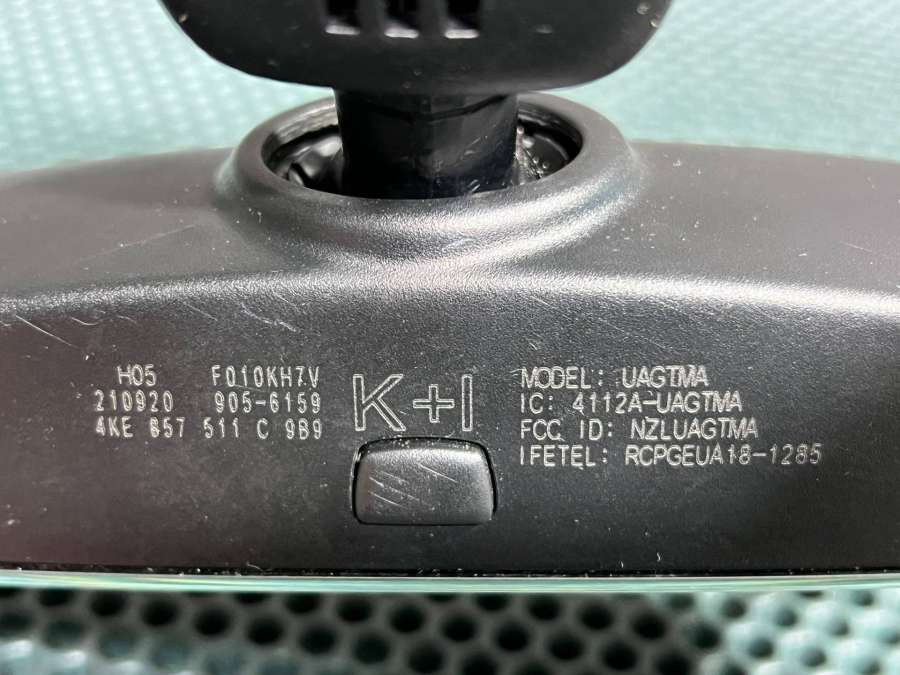 H05 F010KH7V
210920 905-6159
4KE 857 511 C 9B9
K+I
MODEL: UAGTMA
IC: 4112A-UAGTMA
FCC ID: NZLUAGTMA
IFETEL: RCPGEUA18-1285